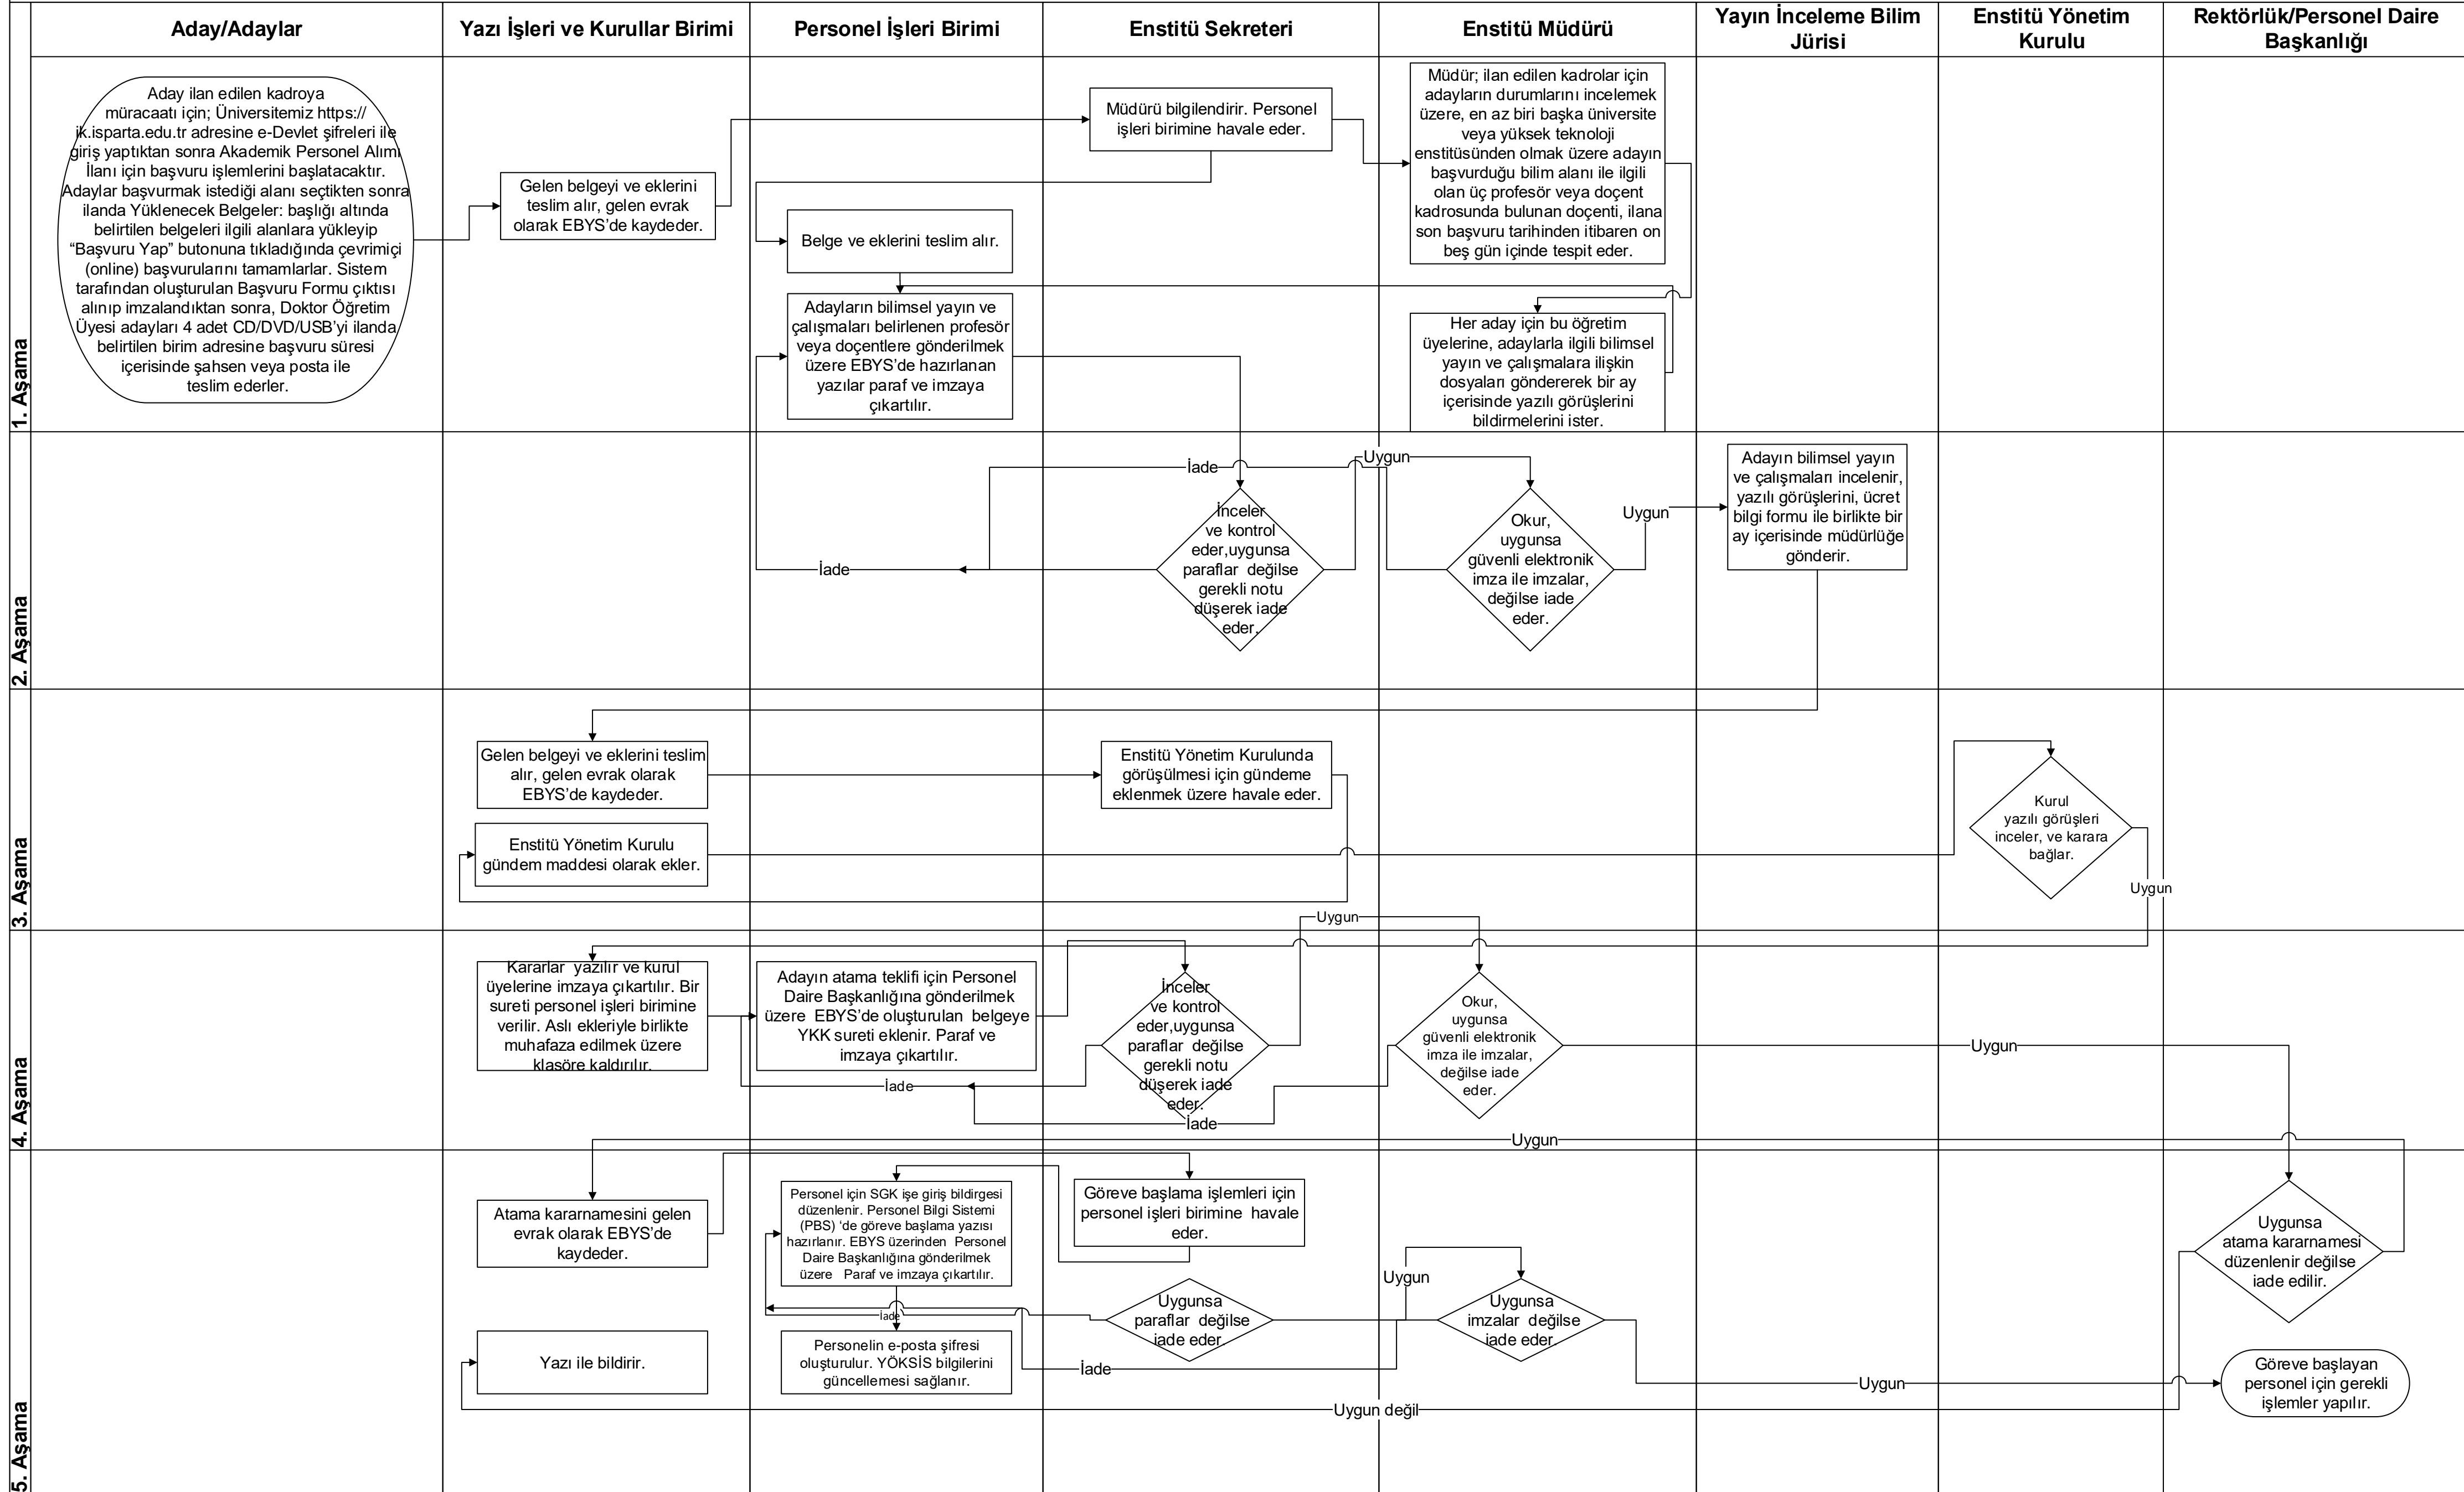 Aday/Adaylar
Yazı İşleri ve Kurullar Birimi
Personel İşleri Birimi
Enstitü Sekreteri
Enstitü Müdürü
Yayın İnceleme Bilim
Jürisi
Enstitü Yönetim
Kurulu
Rektörlük/Personel Daire
Başkanlığı
1. Aşama
Aday ilan edilen kadroya
müracaatı için; Üniversitemiz https://
ik.isparta.edu.tr adresine e-Devlet şifreleri ile
giriş yaptıktan sonra Akademik Personel Alımı
İlanı için başvuru işlemlerini başlatacaktır.
Adaylar başvurmak istediği alanı seçtikten sonra
ilanda Yüklenecek Belgeler: başlığı altında
belirtilen belgeleri ilgili alanlara yükleyip
“Başvuru Yap” butonuna tıkladığında çevrimiçi
(online) başvurularını tamamlarlar. Sistem
tarafından oluşturulan Başvuru Formu çıktısı
alınıp imzalandıktan sonra, Doktor Öğretim
Üyesi adayları 4 adet CD/DVD/USB’yi ilanda
belirtilen birim adresine başvuru süresi
içerisinde şahsen veya posta ile
teslim ederler.
Gelen belgeyi ve eklerini
teslim alır, gelen evrak
olarak EBYS’de kaydeder.
Müdürü bilgilendirir. Personel
işleri birimine havale eder.
Müdür; ilan edilen kadrolar için
adayların durumlarını incelemek
üzere, en az biri başka üniversite
veya yüksek teknoloji
enstitüsünden olmak üzere adayın
başvurduğu bilim alanı ile ilgili
olan üç profesör veya doçent
kadrosunda bulunan doçenti, ilana
son başvuru tarihinden itibaren on
beş gün içinde tespit eder.
Belge ve eklerini teslim alır.
Adayların bilimsel yayın ve
çalışmaları belirlenen profesör
veya doçentlere gönderilmek
üzere EBYS’de hazırlanan
yazılar paraf ve imzaya
çıkartılır.
Her aday için bu öğretim
üyelerine, adaylarla ilgili bilimsel
yayın ve çalışmalara ilişkin
dosyaları göndererek bir ay
içerisinde yazılı görüşlerini
bildirmelerini ister.
2. Aşama
İade
Uygun
İade
İnceler
ve kontrol
eder,uygunsa
paraflar değilse
gerekli notu
düşerek iade
eder.
Okur,
uygunsa
güvenli elektronik
imza ile imzalar,
değilse iade
eder.
Uygun
Adayın bilimsel yayın
ve çalışmaları incelenir,
yazılı görüşlerini, ücret
bilgi formu ile birlikte bir
ay içerisinde müdürlüğe
gönderir.
3. Aşama
Gelen belgeyi ve eklerini teslim
alır, gelen evrak olarak
EBYS’de kaydeder.
Enstitü Yönetim Kurulunda
görüşülmesi için gündeme
eklenmek üzere havale eder.
Enstitü Yönetim Kurulu
gündem maddesi olarak ekler.
Kurul
yazılı görüşleri
inceler, ve karara
bağlar.
Uygun
Uygun
4. Aşama
Kararlar yazılır ve kurul
üyelerine imzaya çıkartılır. Bir
sureti personel işleri birimine
verilir. Aslı ekleriyle birlikte
muhafaza edilmek üzere
klasöre kaldırılır.
Adayın atama teklifi için Personel
Daire Başkanlığına gönderilmek
üzere EBYS’de oluşturulan belgeye
YKK sureti eklenir. Paraf ve
imzaya çıkartılır.
İnceler
ve kontrol
eder,uygunsa
paraflar değilse
gerekli notu
düşerek iade
eder.
Okur,
uygunsa
güvenli elektronik
imza ile imzalar,
değilse iade
eder.
Uygun
İade
İade
Uygun
5. Aşama
Atama kararnamesini gelen
evrak olarak EBYS’de
kaydeder.
Personel için SGK işe giriş bildirgesi
düzenlenir. Personel Bilgi Sistemi
(PBS) ‘de göreve başlama yazısı
hazırlanır. EBYS üzerinden Personel
Daire Başkanlığına gönderilmek
üzere Paraf ve imzaya çıkartılır.
Göreve başlama işlemleri için
personel işleri birimine havale
eder.
Uygunsa
atama kararnamesi
düzenlenir değilse
iade edilir.
Uygun
İade
Uygunsa
paraflar değilse
iade eder.
Uygunsa
imzalar değilse
iade eder.
Yazı ile bildirir.
Personelin e-posta şifresi
oluşturulur. YÖKSİS bilgilerini
güncellemesi sağlanır.
İade
Uygun
Göreve başlayan
personel için gerekli
işlemler yapılır.
Uygun değil